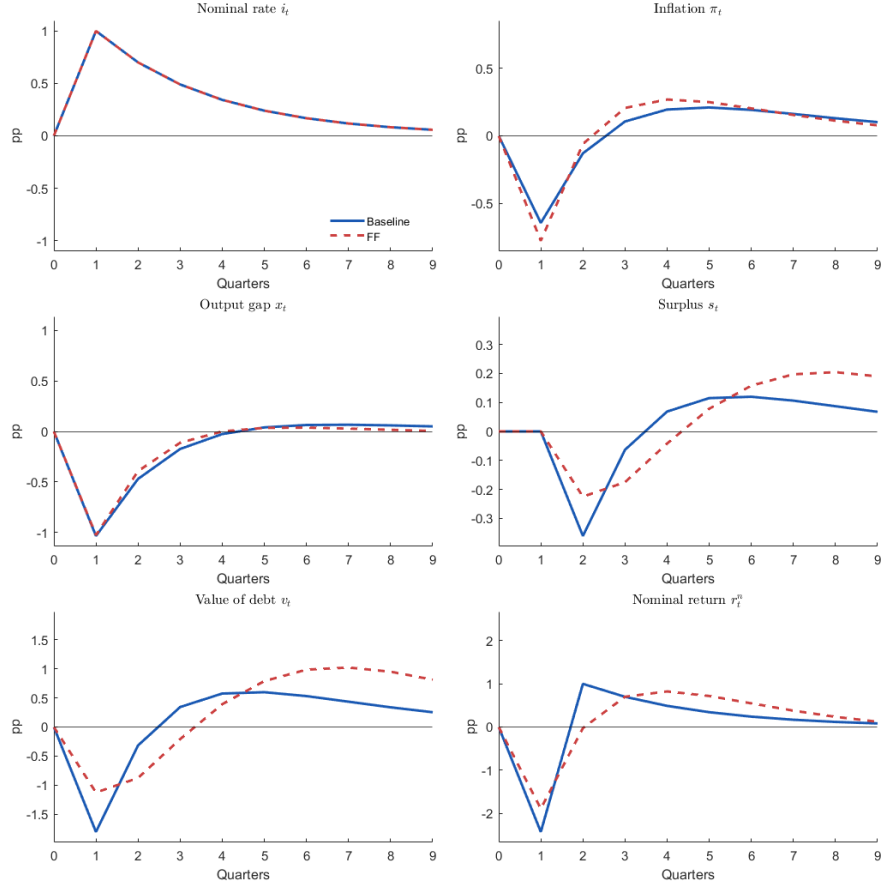 Nominal rate i_t
1
0.5
0
-0.5
-1
pp
Baseline
FF
0 1 2 3 4 5 6 7 8 9
Quarters
Inflation π_t
0.5
0
-0.5
pp
0 1 2 3 4 5 6 7 8 9
Quarters
Output gap x_t
1
0.5
0
-0.5
-1
pp
0 1 2 3 4 5 6 7 8 9
Quarters
Surplus s_t
0.3
0.2
0.1
0
-0.1
-0.2
-0.3
pp
0 1 2 3 4 5 6 7 8 9
Quarters
Value of debt v_t
1.5
1
0.5
0
-0.5
-1
-1.5
pp
0 1 2 3 4 5 6 7 8 9
Quarters
Nominal return r_t^n
2
1
0
-1
-2
pp
0 1 2 3 4 5 6 7 8 9
Quarters